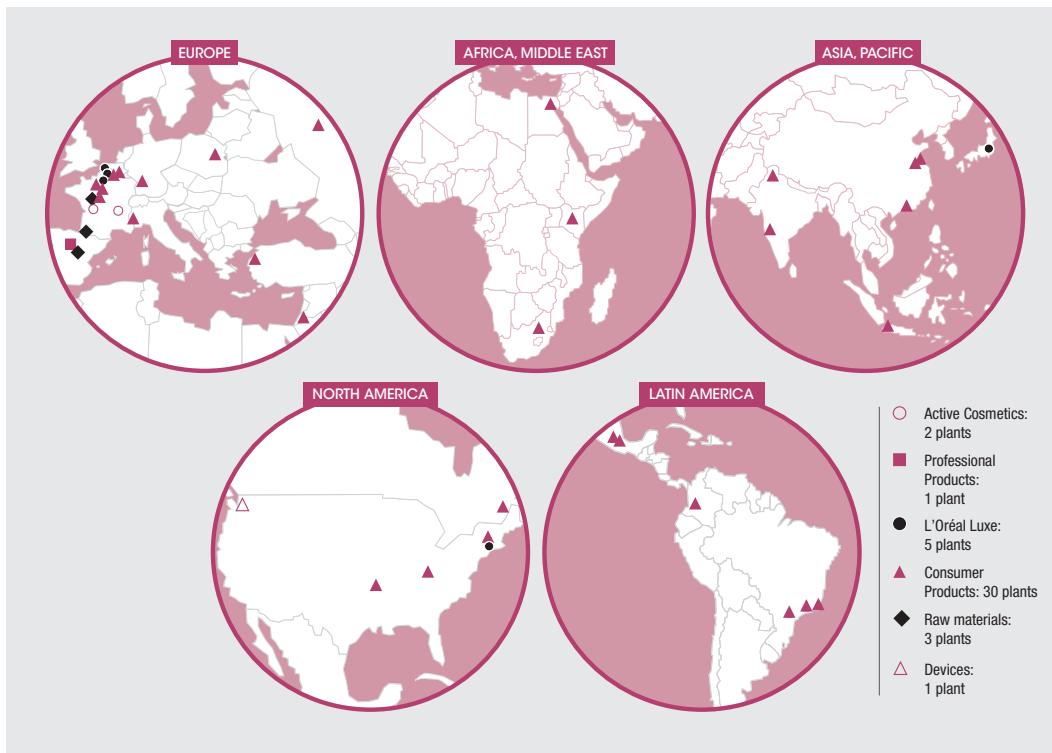 EUROPE
AFRICA, MIDDLE EAST
ASIA, PACIFIC
NORTH AMERICA
LATIN AMERICA
Active Cosmetics:
2 plants
Professional
Products:
1 plant
L’Oréal Luxe:
5 plants
Consumer
Products: 30 plants
Raw materials:
3 plants
Devices:
1 plant